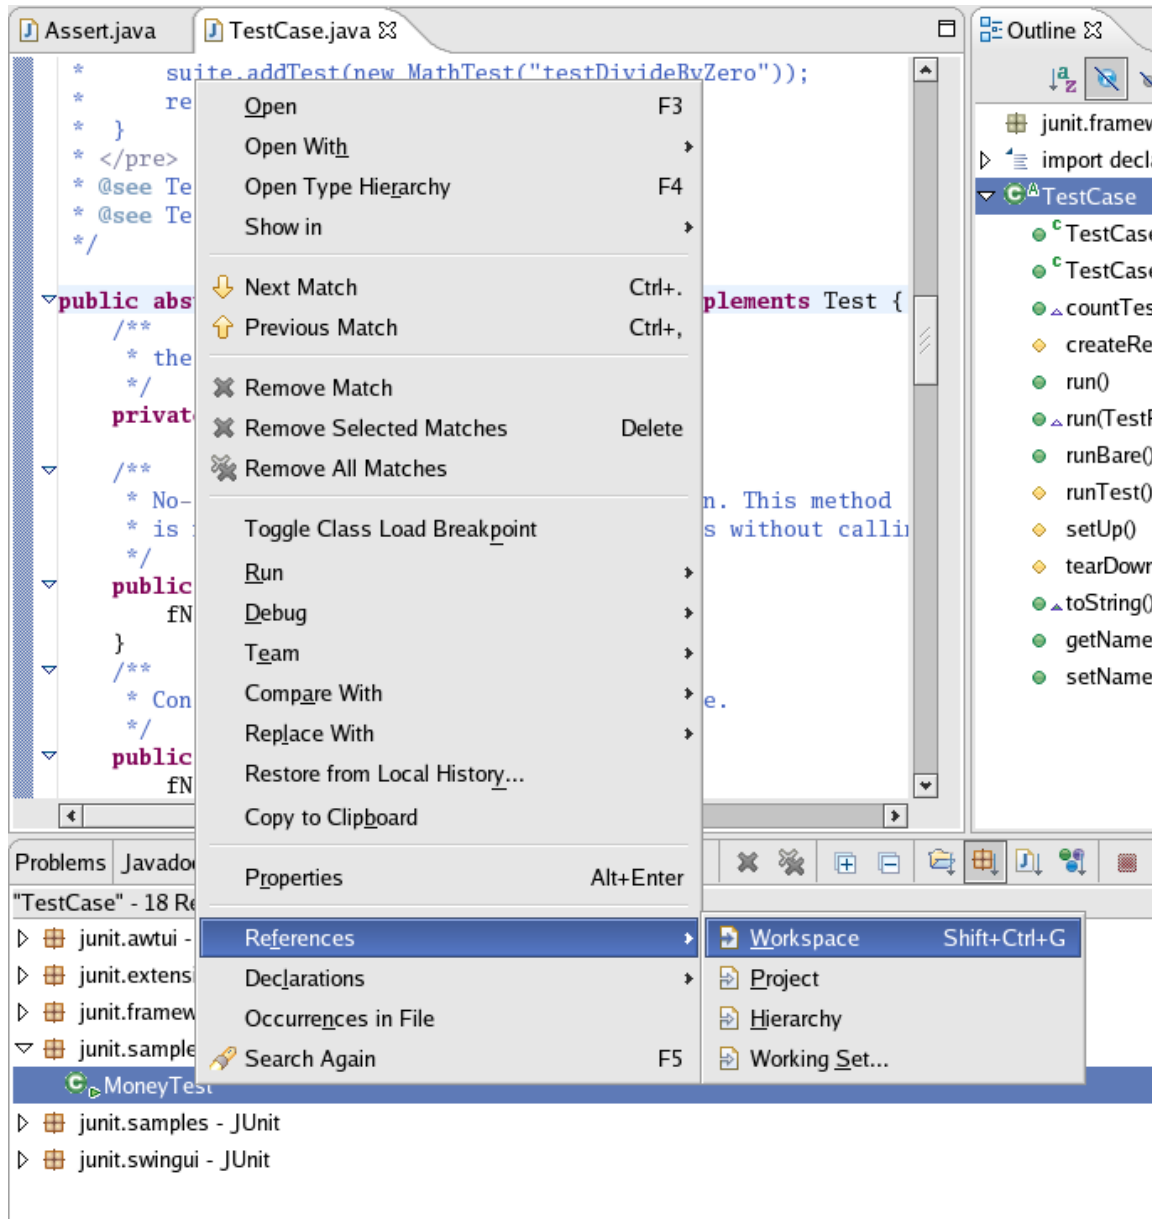 Assert.java
TestCase.java
Outline
*       suite.addTest(new MathTest("testDivideByZero"));
*       re
*  }
* </pre>
* @see Te
* @see Te
*/
public abs
plements Test {
/**
* the
*/
privat
/**
* No-
n. This method
* is
s without callin
*/
public
fN
}
/**
* Con
e.
*/
public
fN
Open F3
Open With
Open Type Hierarchy F4
Show in
Next Match Ctrl+.
Previous Match Ctrl+,
Remove Match
Remove Selected Matches Delete
Remove All Matches
Toggle Class Load Breakpoint
Run
Debug
Team
Compare With
Replace With
Restore from Local History...
Copy to Clipboard
Properties Alt+Enter
References
Declarations
Occurrences in File
Search Again F5
Workspace Shift+Ctrl+G
Project
Hierarchy
Working Set...
junit.framew
import decla
TestCase
TestCase
TestCase
countTes
createRe
run()
run(TestR
runBare()
runTest()
setUp()
tearDown
toString()
getName
setName
Problems Javadoc
"TestCase" - 18 Re
junit.awtui -
junit.extensi
junit.framew
junit.sample
MoneyTest
junit.samples - JUnit
junit.swingui - JUnit